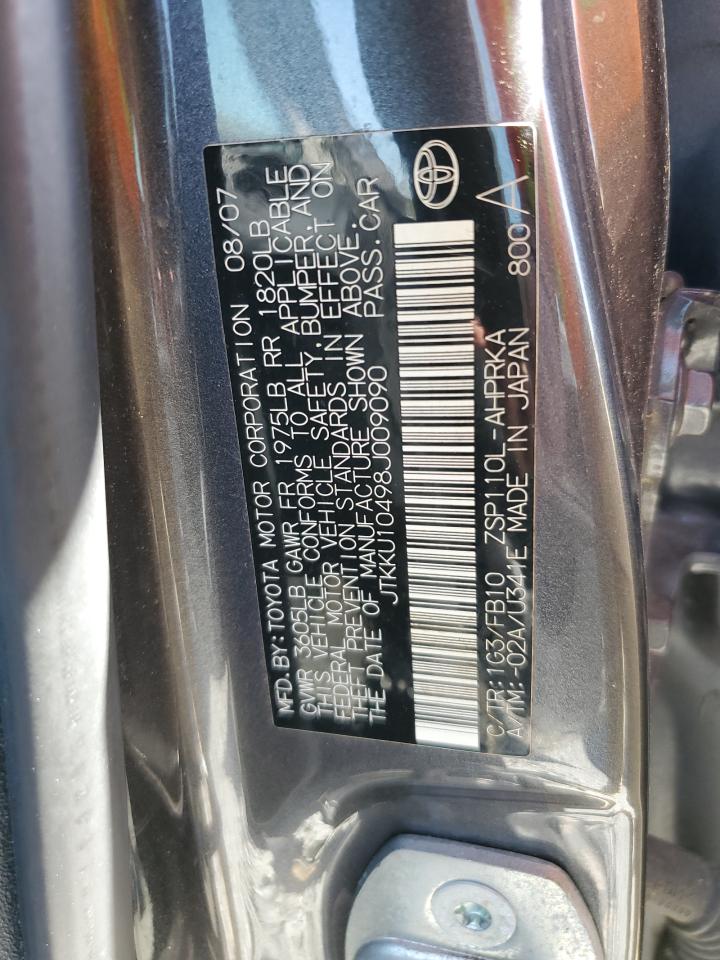 MFD.BY:TOYOTA MOTOR CORPORATION 08/07
GVWR 3605LB GAWR FR 1975LB RR 1820LB
THIS VEHICLE CONFORMS TO ALL APPLICABLE
FEDERAL MOTOR VEHICLE SAFETY,BUMPER,AND
THEFT PREVENTION STANDARDS IN EFFECT ON
THE DATE OF MANUFACTURE SHOWN ABOVE.
JTKKU10498J009090 PASS.CAR
C/TR:1G3/FB10 ZSP110L-AHPRKA 800A
A/TM:-02A/U341E MADE IN JAPAN